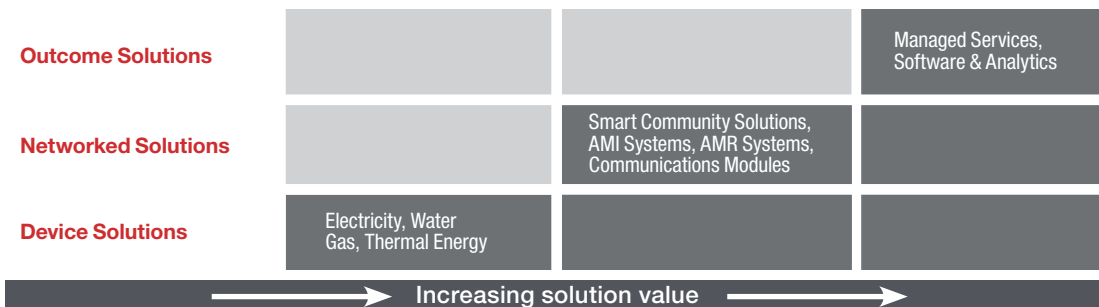 Outcome Solutions
Managed Services,
Software & Analytics
Networked Solutions
Smart Community Solutions,
AMI Systems, AMR Systems,
Communications Modules
Device Solutions
Electricity, Water
Gas, Thermal Energy
Increasing solution value